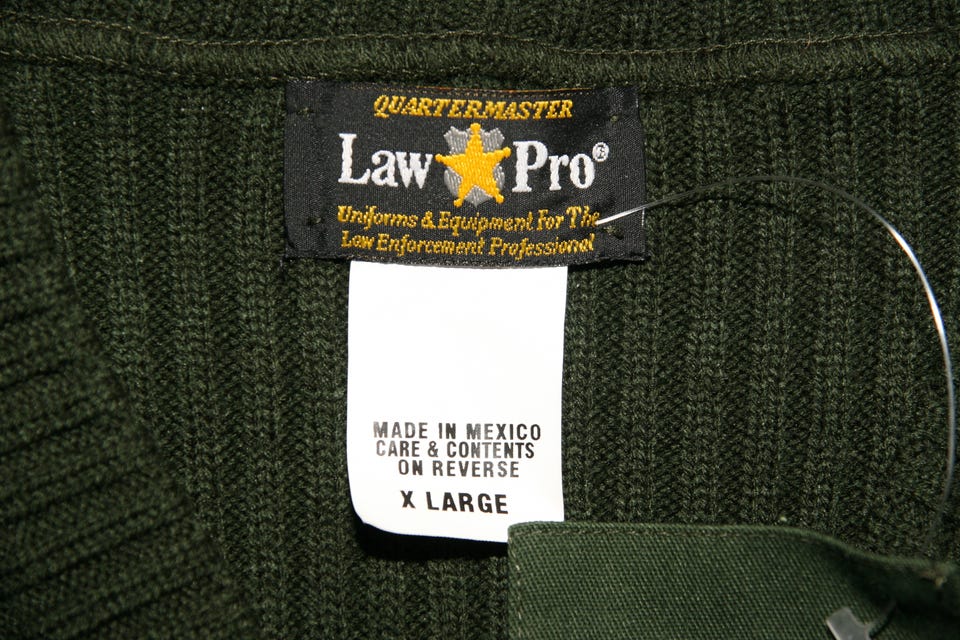 QUARTERMASTER
LAW PRO®
UNIFORMS & EQUIPMENT FOR THE
LAW ENFORCEMENT PROFESSIONAL
MADE IN MEXICO
CARE & CONTENTS
ON REVERSE
X LARGE